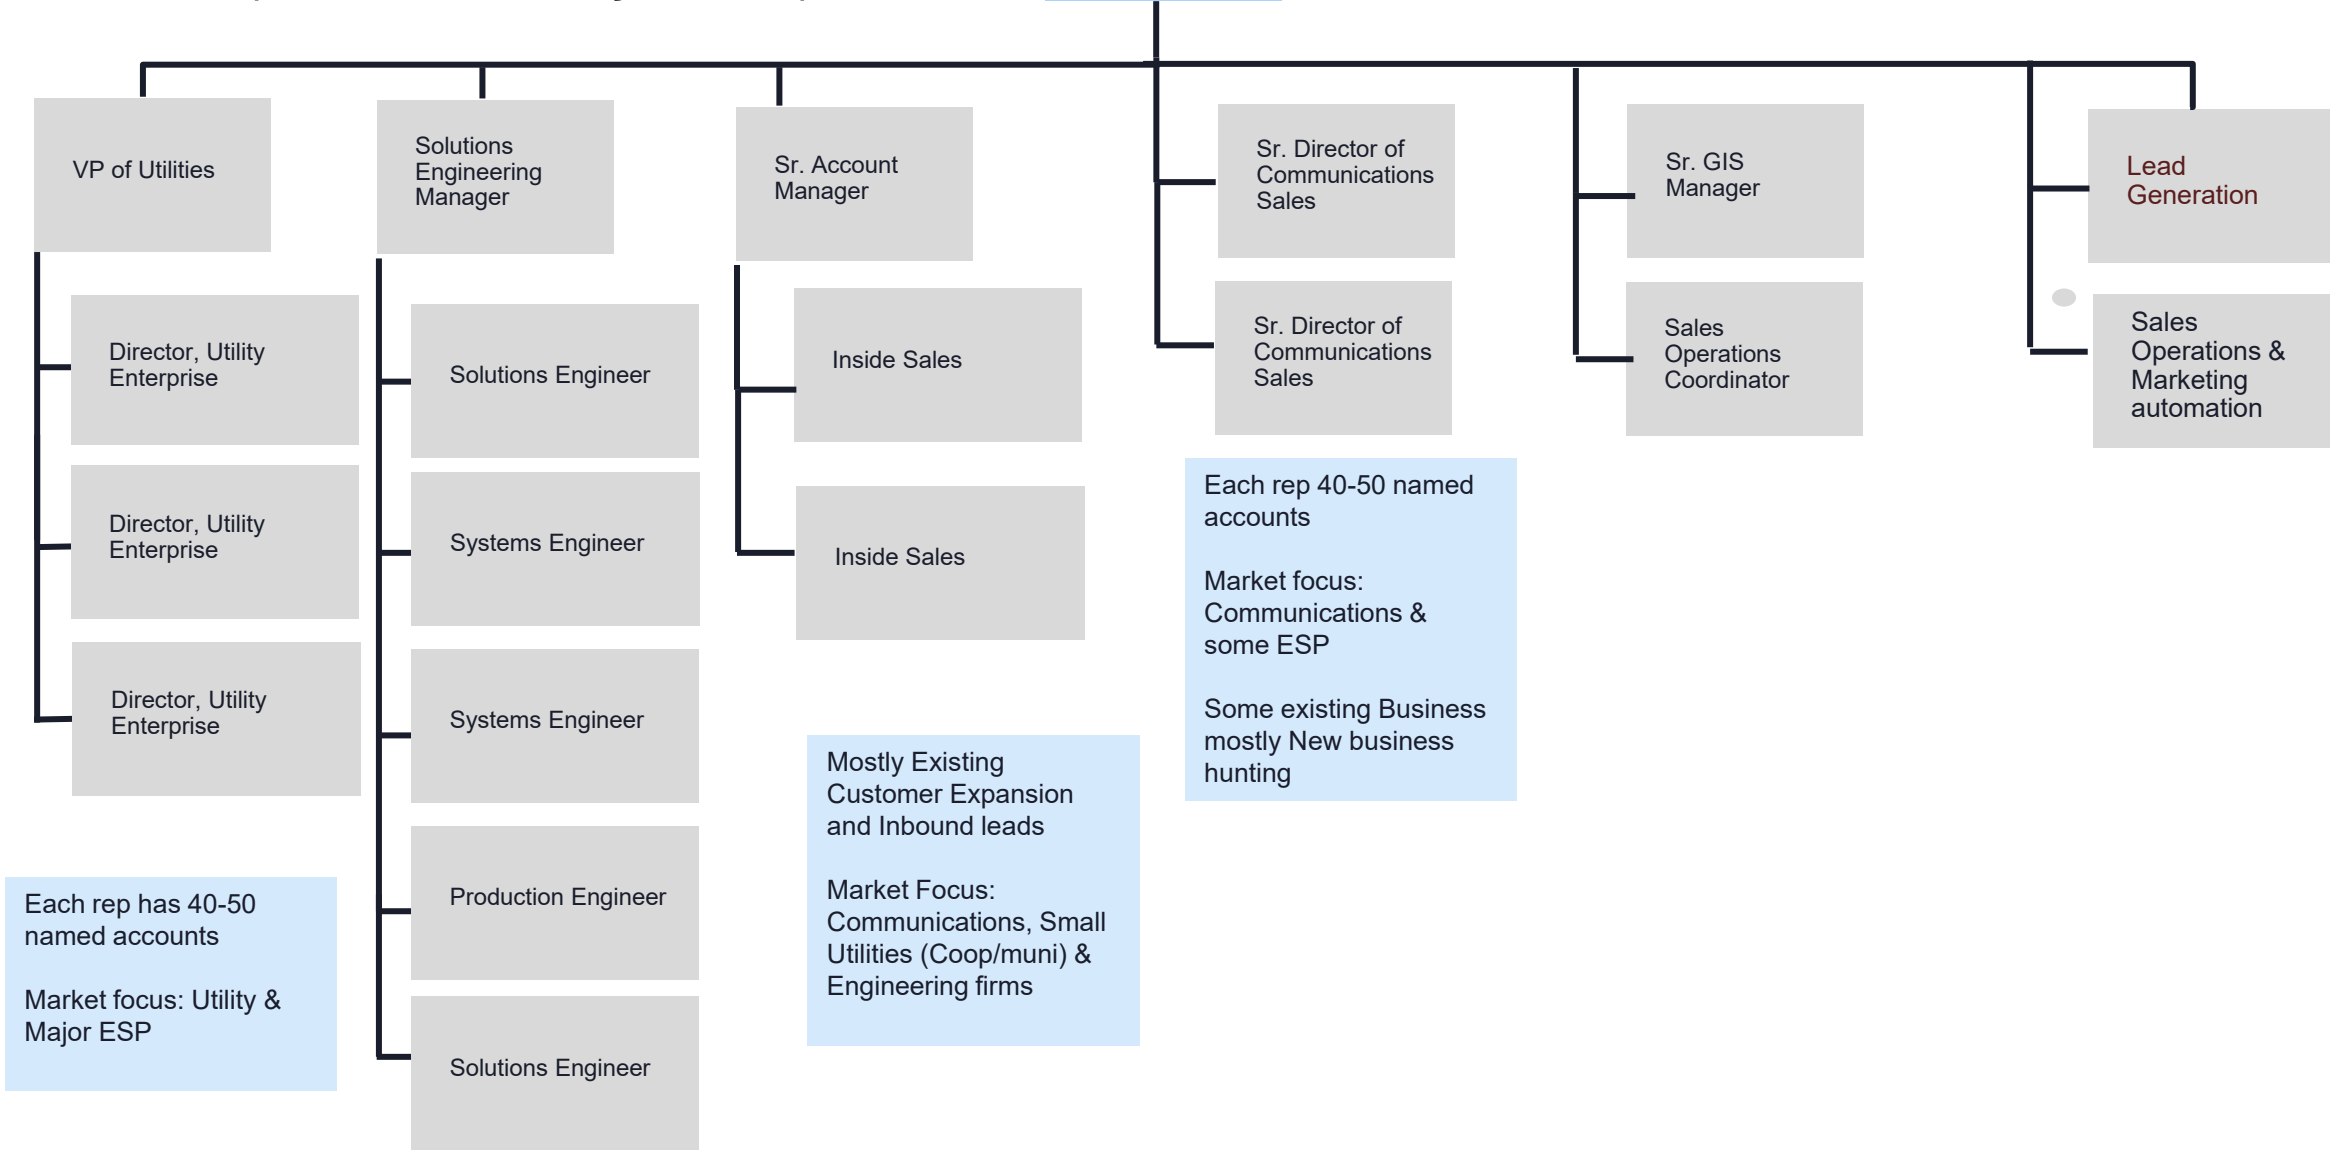 VP of Utilities
Solutions
Engineering
Manager
Sr. Account
Manager
Sr. Director of
Communications
Sales
Sr. GIS
Manager
Lead
Generation
Director, Utility
Enterprise
Solutions Engineer
Inside Sales
Sr. Director of
Communications
Sales
Sales
Operations
Coordinator
Sales
Operations &
Marketing
automation
Director, Utility
Enterprise
Systems Engineer
Inside Sales
Each rep 40-50 named
accounts
Market focus:
Communications &
some ESP
Some existing Business
mostly New business
hunting
Director, Utility
Enterprise
Systems Engineer
Mostly Existing
Customer Expansion
and Inbound leads
Market Focus:
Communications, Small
Utilities (Coop/muni) &
Engineering firms
Production Engineer
Each rep has 40-50
named accounts
Market focus: Utility &
Major ESP
Solutions Engineer